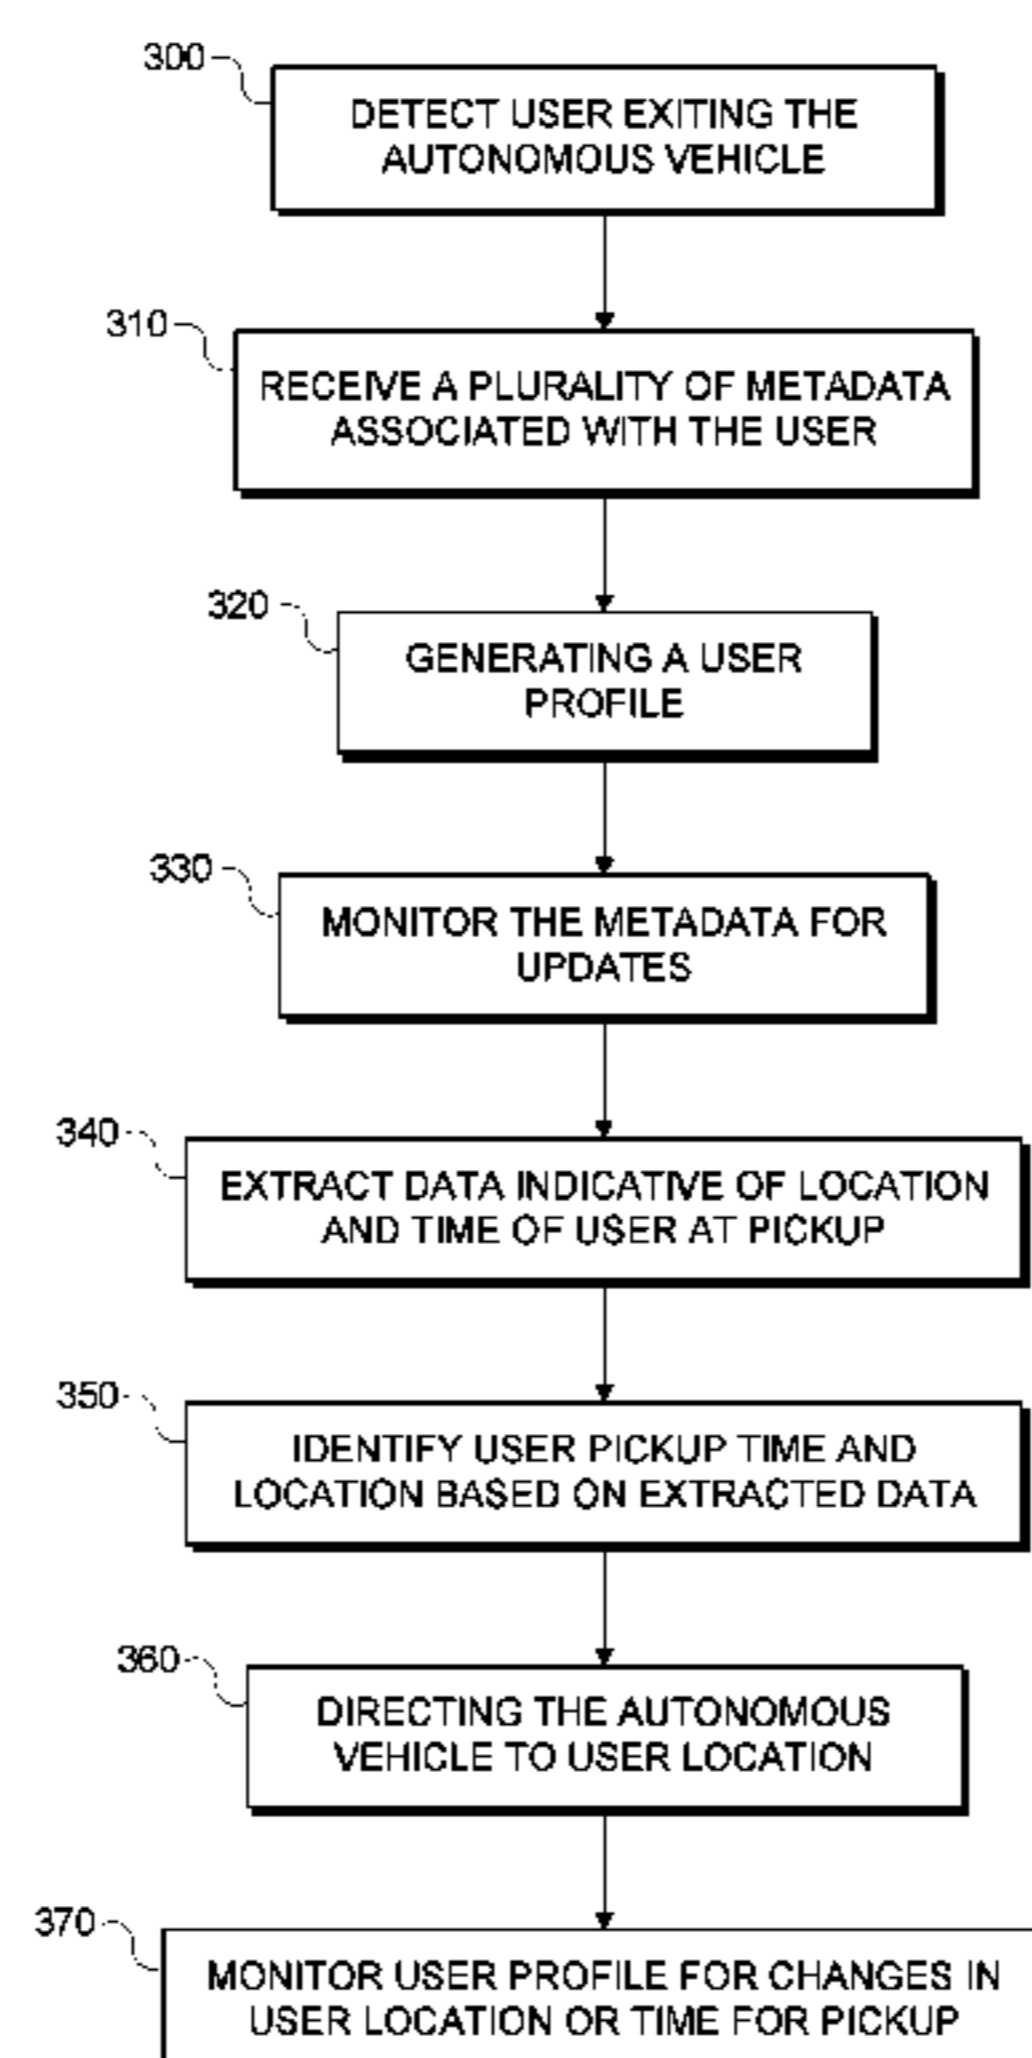 300
DETECT USER EXITING THE
AUTONOMOUS VEHICLE
310
RECEIVE A PLURALITY OF METADATA
ASSOCIATED WITH THE USER
320
GENERATING A USER
PROFILE
330
MONITOR THE METADATA FOR
UPDATES
340
EXTRACT DATA INDICATIVE OF LOCATION
AND TIME OF USER AT PICKUP
350
IDENTIFY USER PICKUP TIME AND
LOCATION BASED ON EXTRACTED DATA
360
DIRECTING THE AUTONOMOUS
VEHICLE TO USER LOCATION
370
MONITOR USER PROFILE FOR CHANGES IN
USER LOCATION OR TIME FOR PICKUP